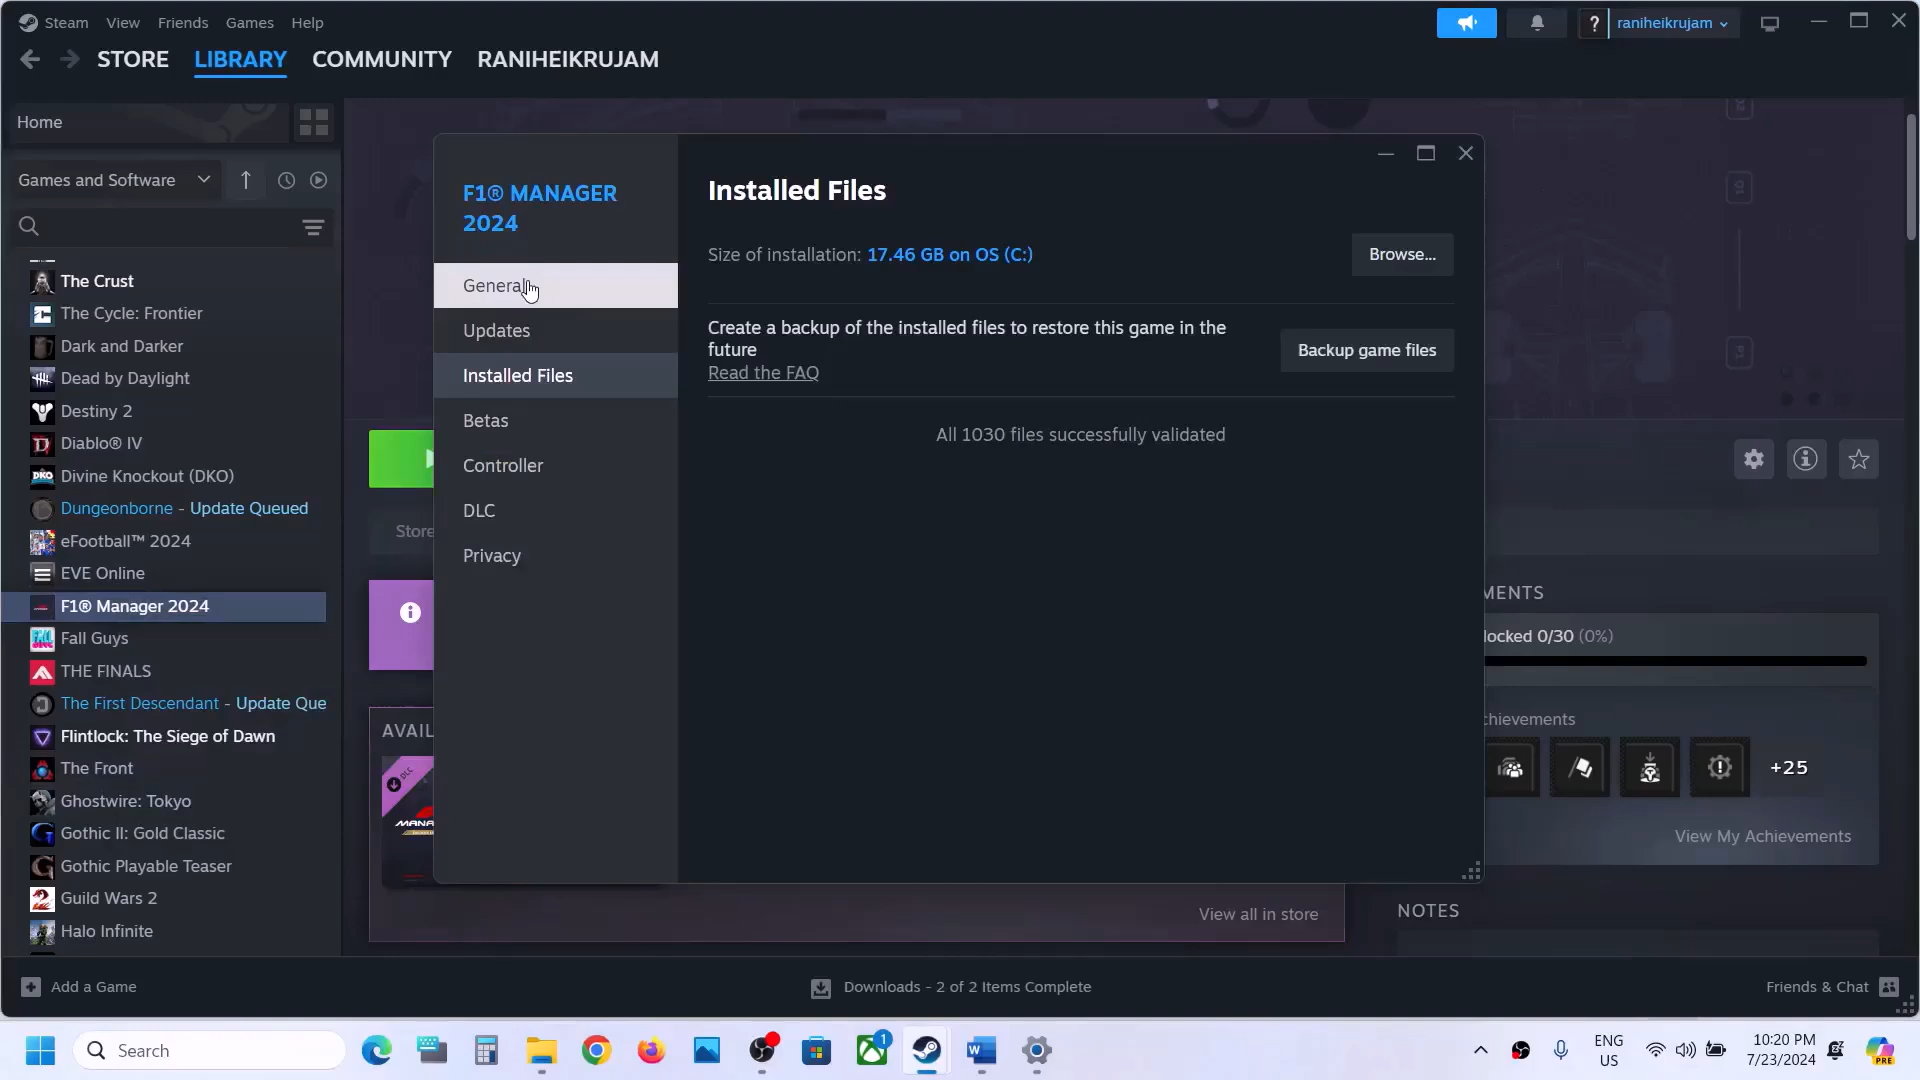 Steam View Friends Games Help
? raniheikrujam
STORE LIBRARY COMMUNITY RANIHEIKRUJAM
Home
Games and Software
The Crust
The Cycle: Frontier
Dark and Darker
Dead by Daylight
Destiny 2
Diablo® IV
Divine Knockout (DKO)
Dungeonborne - Update Queued
eFootball™ 2024
EVE Online
F1® Manager 2024
Fall Guys
THE FINALS
The First Descendant - Update Que
Flintlock: The Siege of Dawn
The Front
Ghostwire: Tokyo
Gothic II: Gold Classic
Gothic Playable Teaser
Guild Wars 2
Halo Infinite
Store
AVAIL
DLC
F1® MANAGER
2024
General
Updates
Installed Files
Betas
Controller
DLC
Privacy
Installed Files
Size of installation: 17.46 GB on OS (C:)
Browse...
Create a backup of the installed files to restore this game in the
future
Read the FAQ
Backup game files
All 1030 files successfully validated
MENTS
locked 0/30 (0%)
chievements
+25
View My Achievements
View all in store
NOTES
Add a Game
Downloads - 2 of 2 Items Complete
Friends & Chat
Search
1
ENG
US
10:20 PM
7/23/2024
PRE